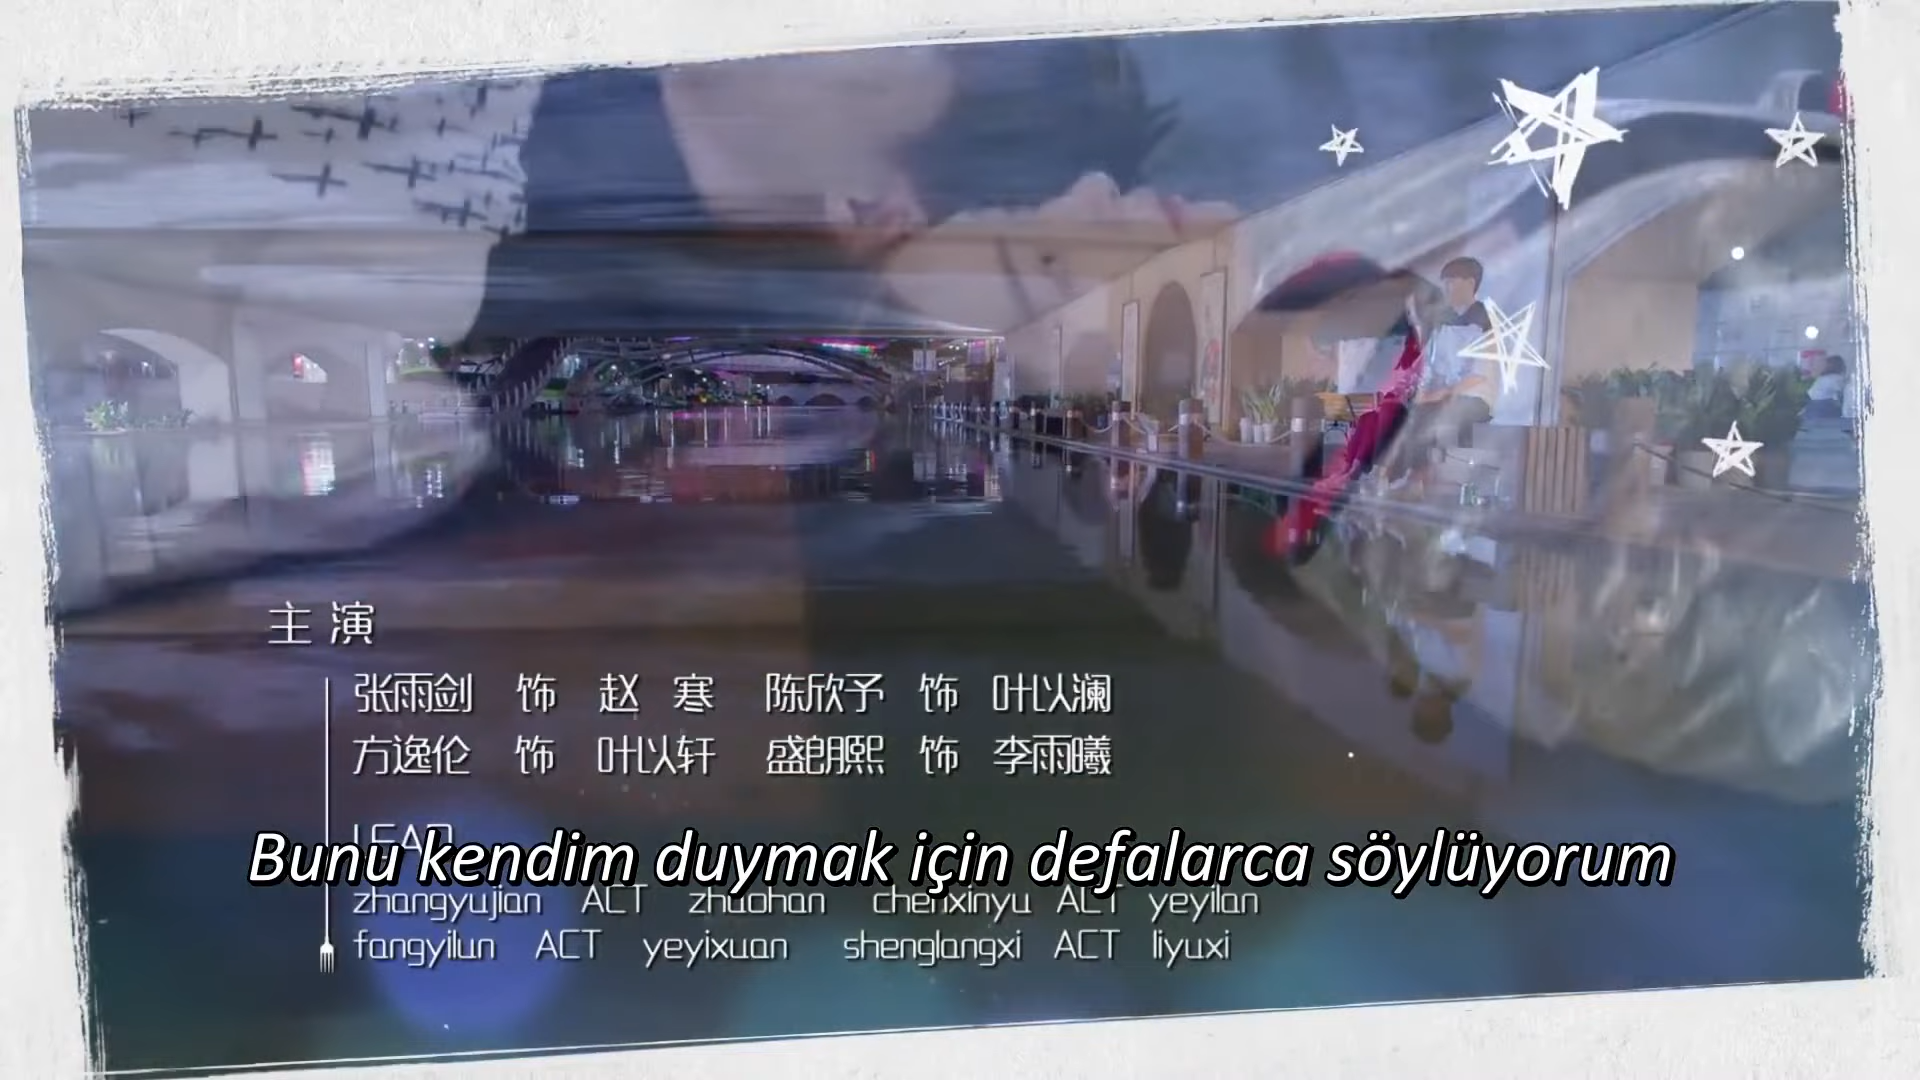 主 演
张雨剑 饰 赵 寒 陈欣予 饰 叶以澜
方逸伦 饰 叶以轩 盛朗熙 饰 李雨曦
LEAD
Bunu kendim duymak için defalarca söylüyorum
zhangyujian ACT zhaohan chenxinyu ACT yeyilan
fangyilun ACT yeyixuan shenglangxi ACT liyuxi